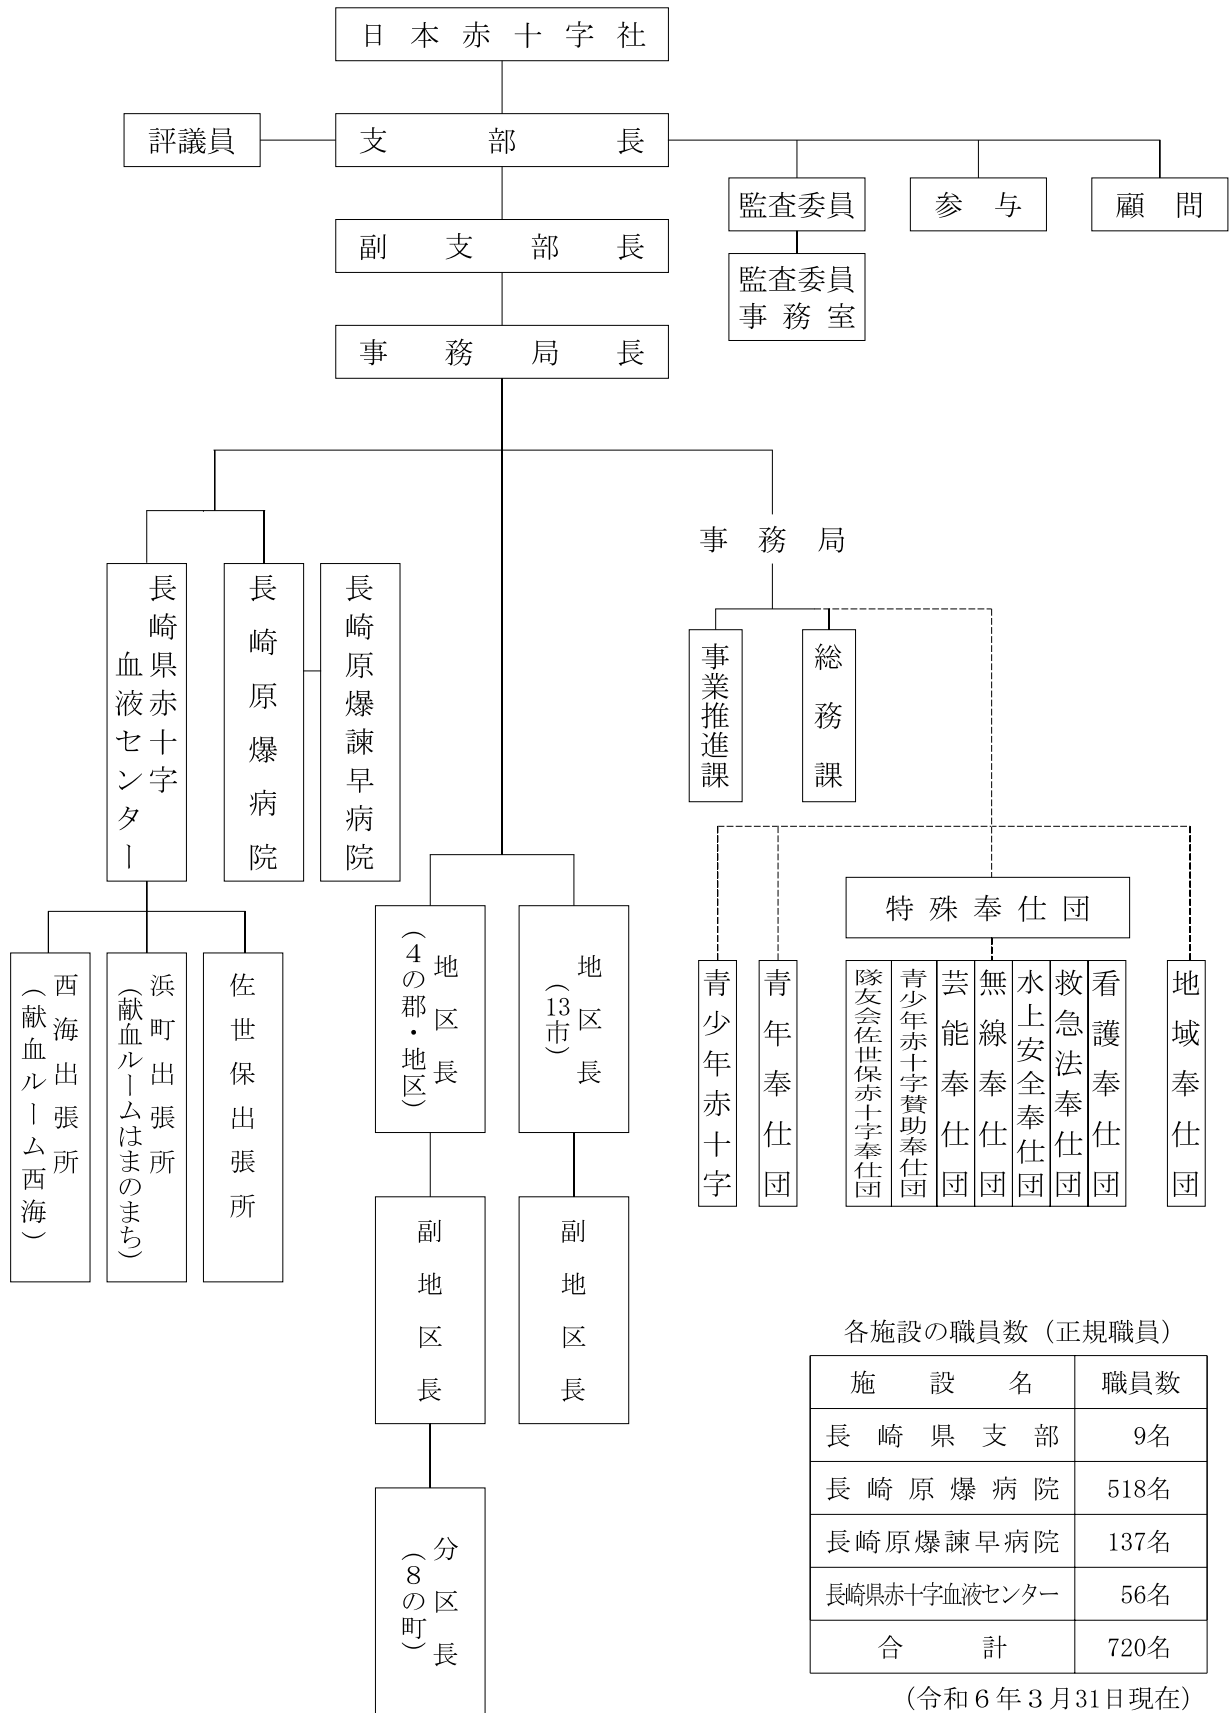 日本赤十字社
評議員
支部長
監査委員
参与
顧問
副支部長
監査委員
事務室
事務局長
事務局
長崎県赤十字
血液センター
長崎原爆病院
長崎原爆諫早病院
事業推進課
総務課
地区長
(4の郡・地区)
地区長
(13市)
特殊奉仕団
西海出張所
(献血ルーム西海)
浜町出張所
(献血ルームはまのまち)
佐世保出張所
青少年赤十字
青年奉仕団
隊友会佐世保赤十字奉仕団
青少年赤十字賛助奉仕団
芸能奉仕団
無線奉仕団
水上安全奉仕団
救急法奉仕団
看護奉仕団
地域奉仕団
副地区長
副地区長
分区長
(8の町)
各施設の職員数(正規職員)
施設名 職員数
長崎県支部 9名
長崎原爆病院 518名
長崎原爆諫早病院 137名
長崎県赤十字血液センター 56名
合計 720名
(令和6年3月31日現在)